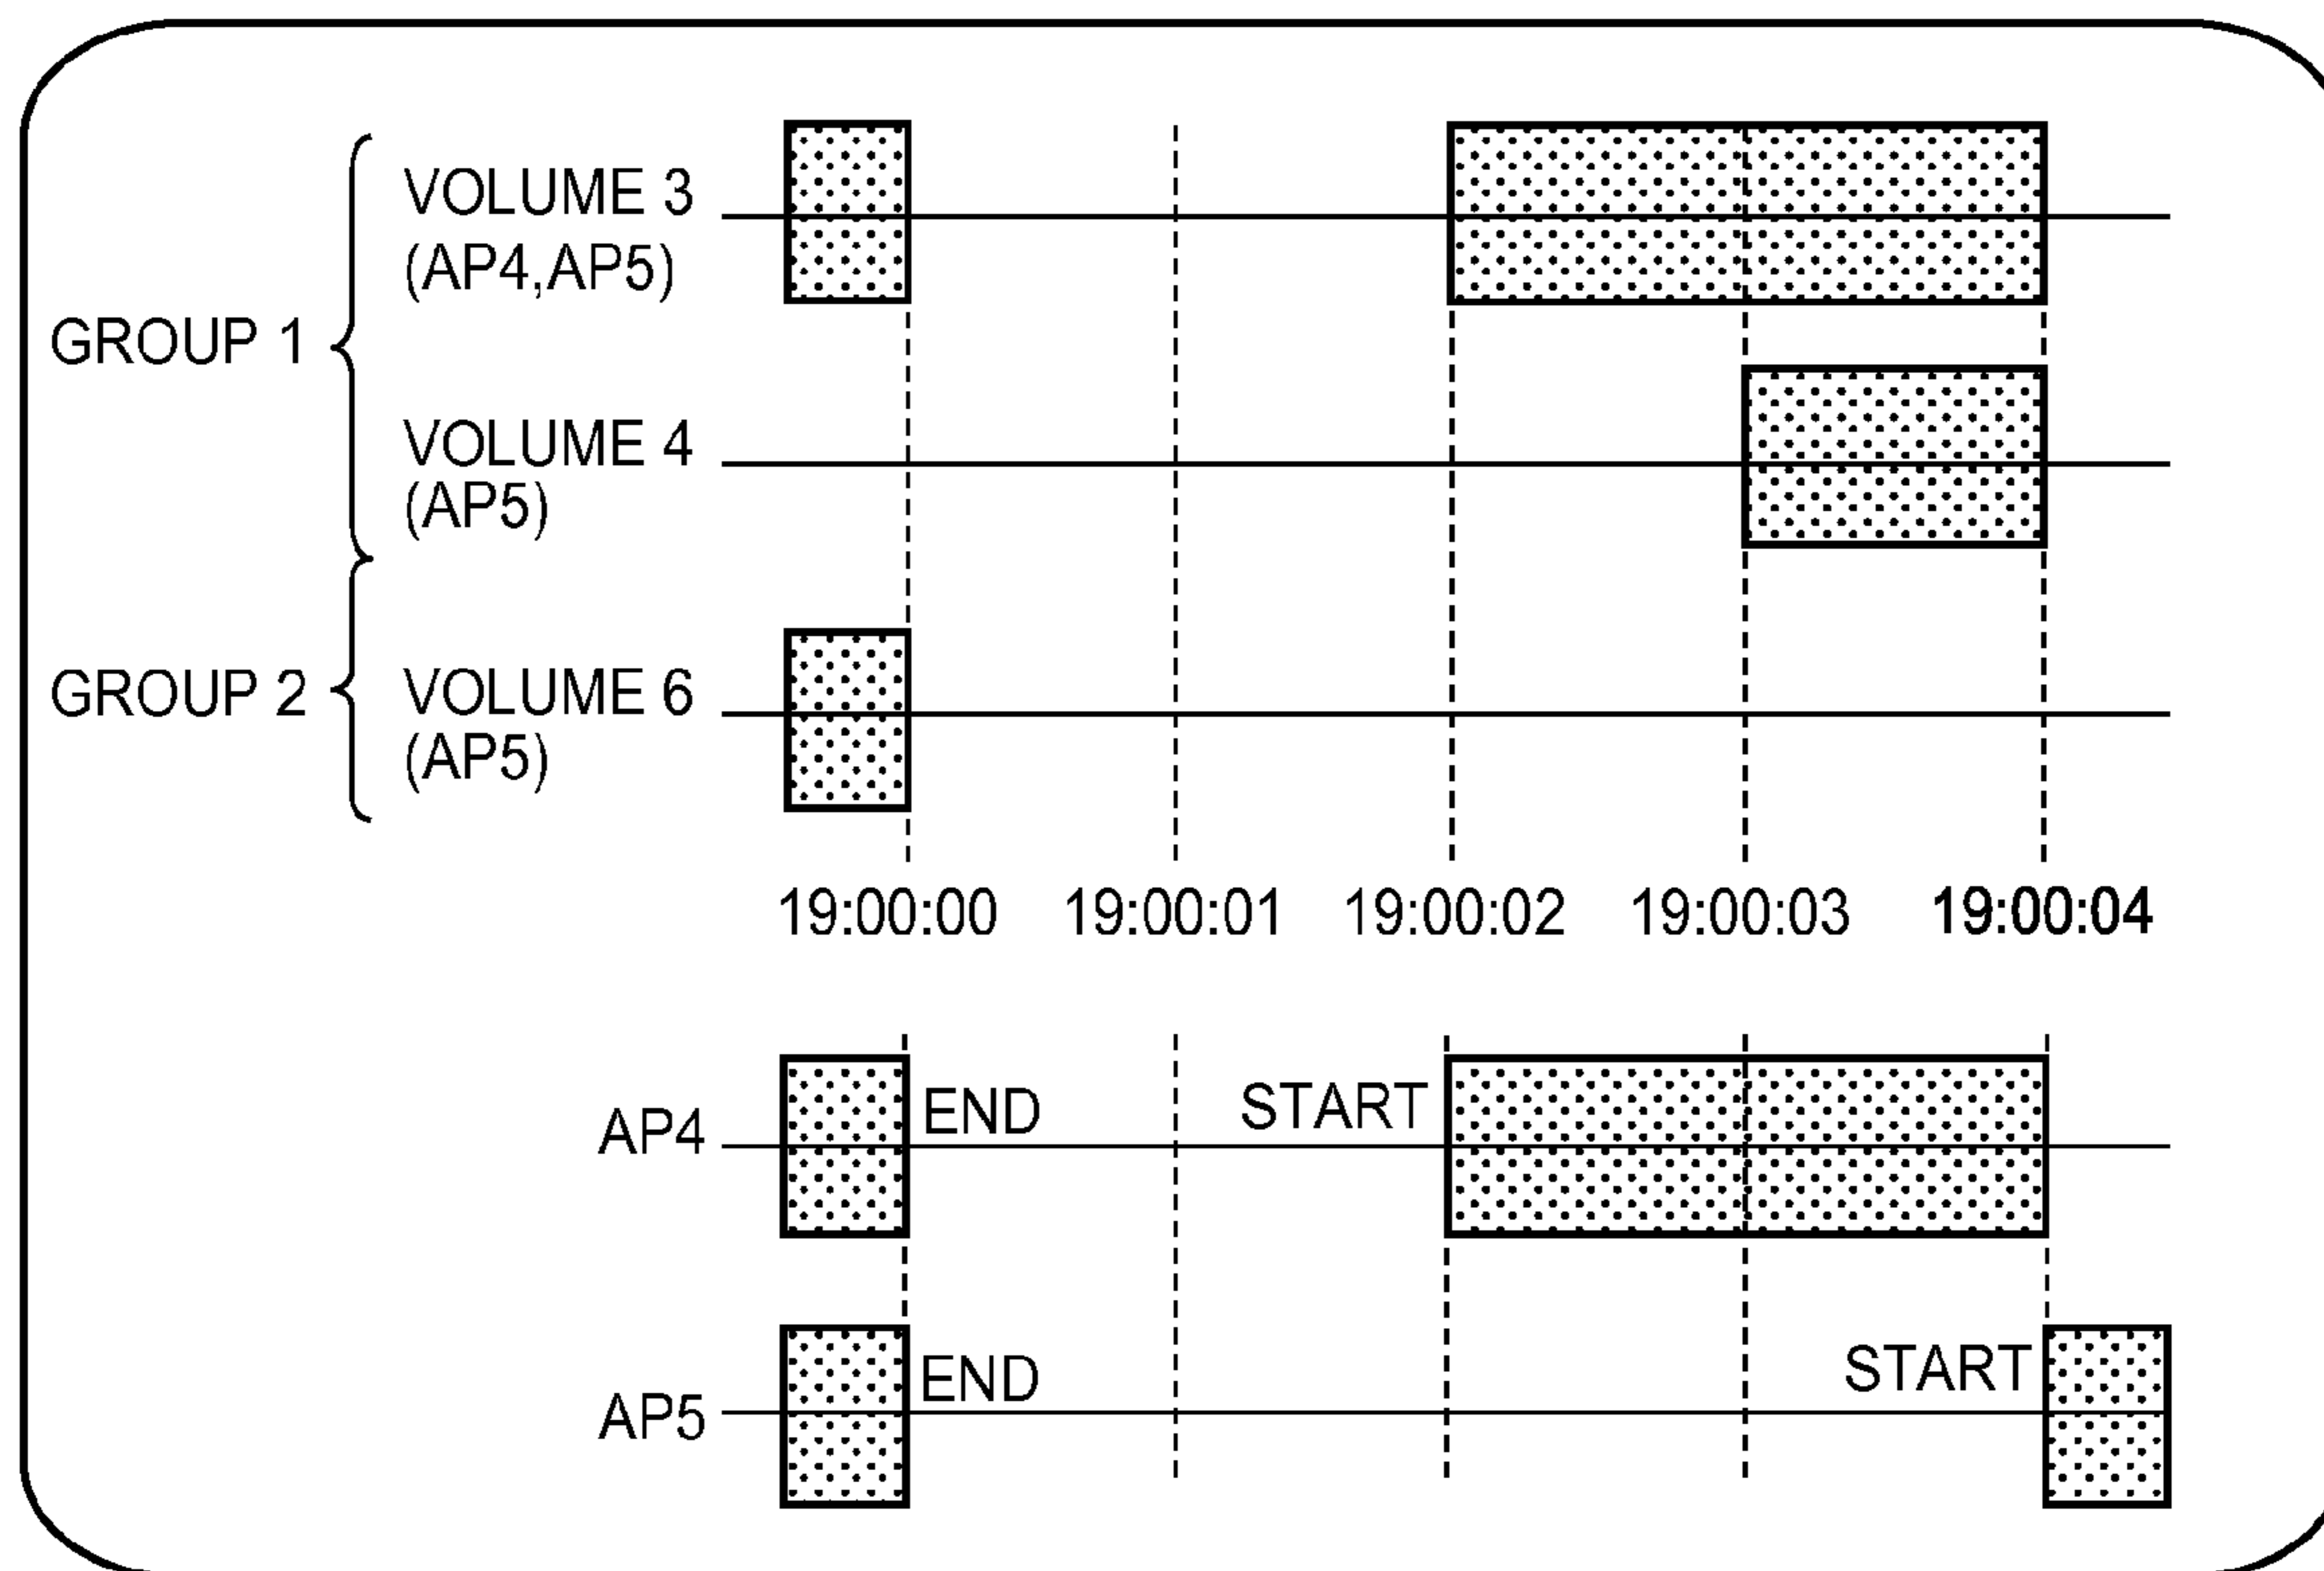 VOLUME 3
(AP4,AP5)
GROUP 1
VOLUME 4
(AP5)
GROUP 2
VOLUME 6
(AP5)
19:00:00 19:00:01 19:00:02 19:00:03 19:00:04
AP4 END START
AP5 END START